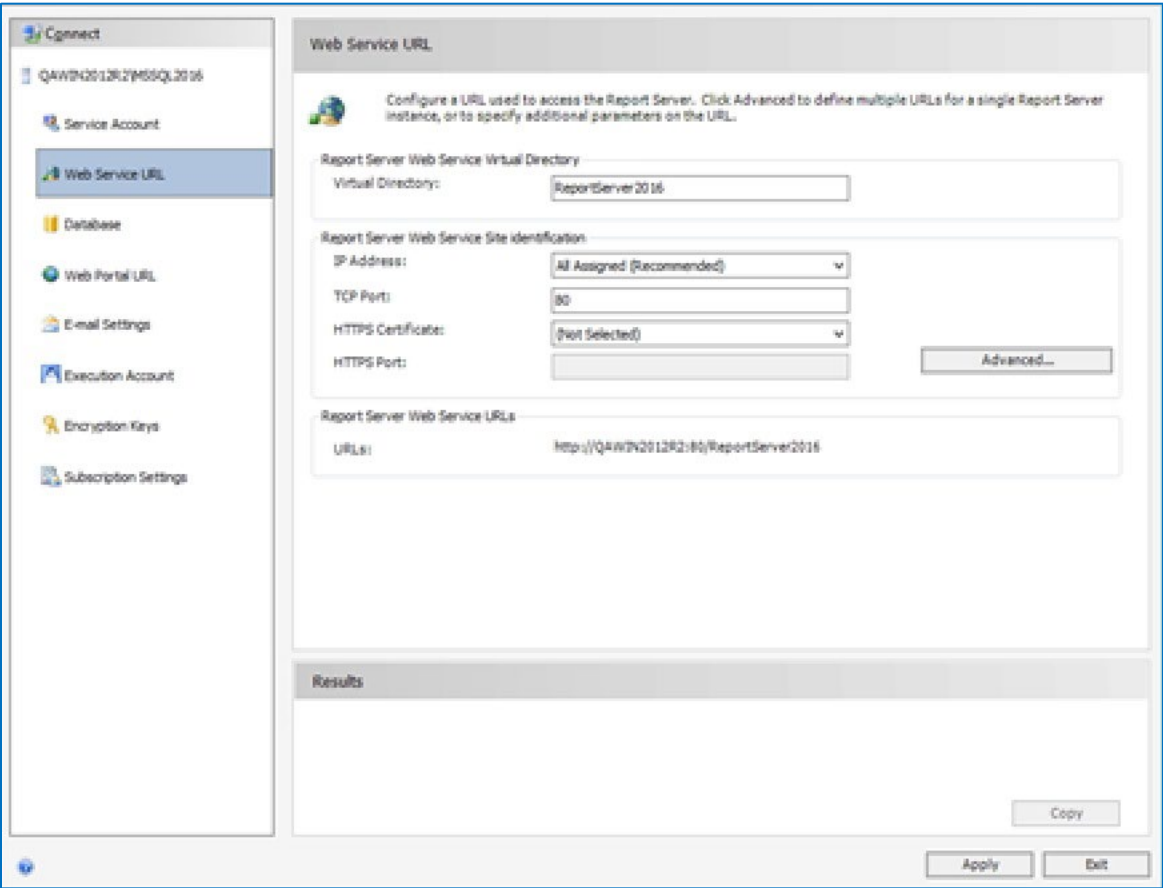 Connect
QAWIN2012R2\MSSQL2016
Service Account
Web Service URL
Database
Web Portal URL
E-mail Settings
Execution Account
Encryption Keys
Subscription Settings
Web Service URL
Configure a URL used to access the Report Server. Click Advanced to define multiple URLs for a single Report Server
instance, or to specify additional parameters on the URL.
Report Server Web Service Virtual Directory
Virtual Directory:
ReportServer2016
Report Server Web Service Site identification
IP Address:
All Assigned (Recommended)
TCP Port:
80
HTTPS Certificate:
(Not Selected)
HTTPS Port:
Advanced...
Report Server Web Service URLs
URLs:
http://QAWIN2012R2:80/ReportServer2016
Results
Copy
Apply
Exit